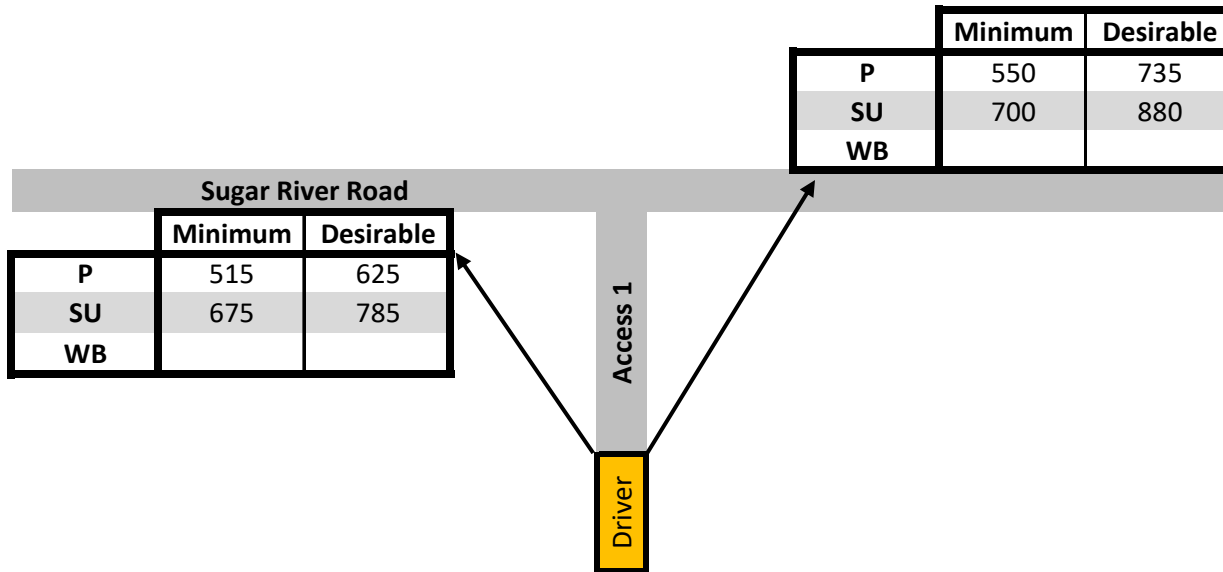 Minimum Desirable
P 550 735
SU 700 880
WB
Sugar River Road
Minimum Desirable
P 515 625
SU 675 785
WB
Access 1
Driver